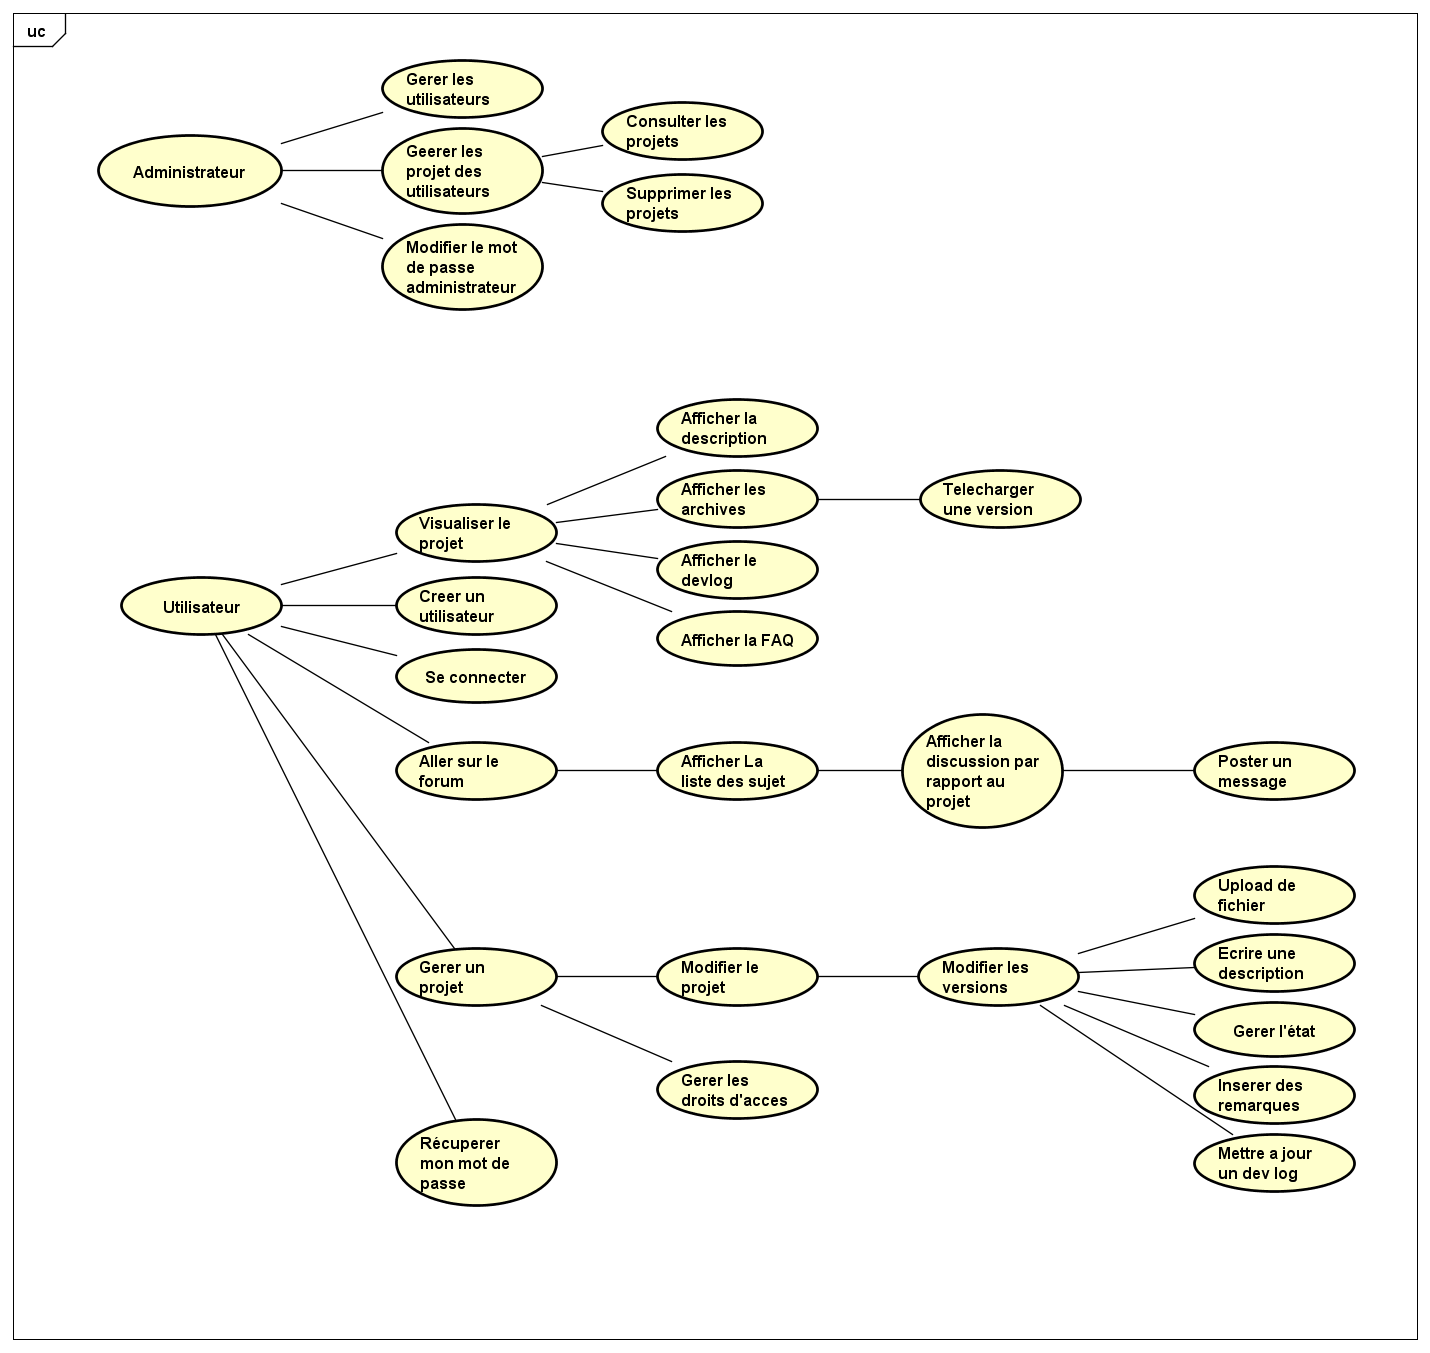 uc
Gerer les
utilisateurs
Administrateur
Geerer les
projet des
utilisateurs
Consulter les
projets
Supprimer les
projets
Modifier le mot
de passe
administrateur
Utilisateur
Visualiser le
projet
Afficher la
description
Afficher les
archives
Telecharger
une version
Afficher le
devlog
Afficher la FAQ
Creer un
utilisateur
Se connecter
Aller sur le
forum
Afficher La
liste des sujet
Afficher la
discussion par
rapport au
projet
Poster un
message
Gerer un
projet
Modifier le
projet
Modifier les
versions
Upload de
fichier
Ecrire une
description
Gerer l'état
Inserer des
remarques
Mettre a jour
un dev log
Gerer les
droits d'acces
Récuperer
mon mot de
passe